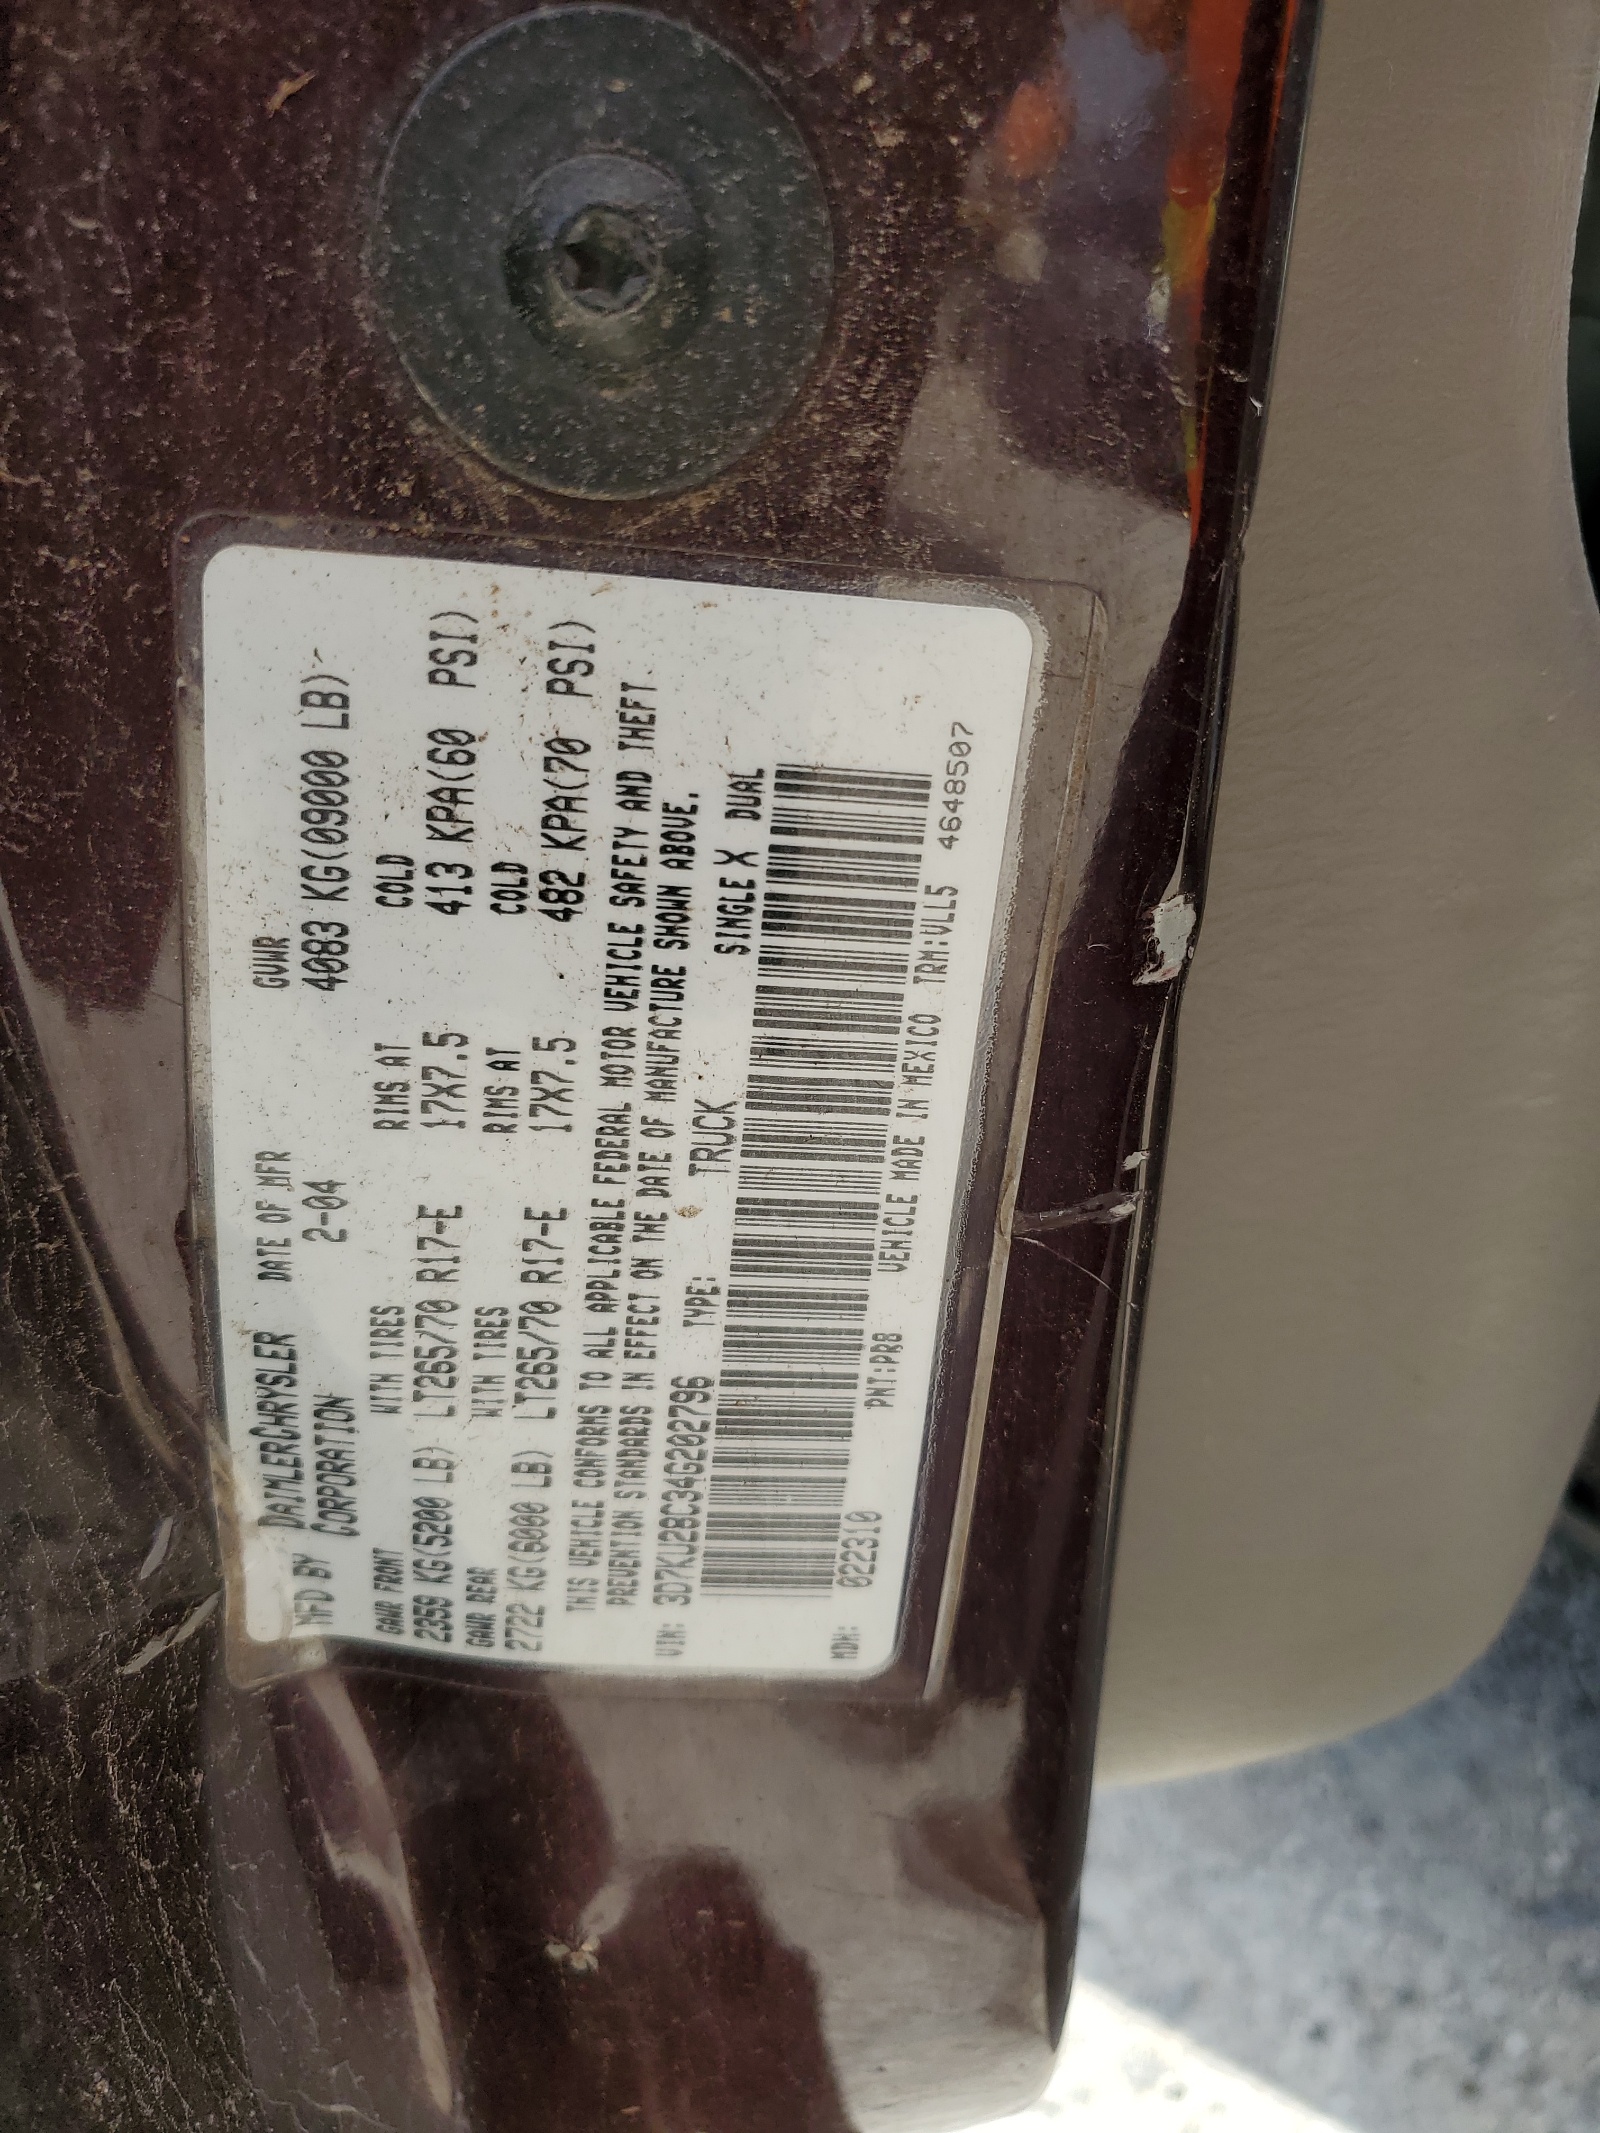 MFD BY DAIMLERCHRYSLER CORPORATION DATE OF MFR 2-04 GVWR 4083 KG(09000 LB)
GAWR FRONT WITH TIRES RIMS AT COLD
2359 KG(5200 LB) LT265/70 R17-E 17X7.5 413 KPA(60 PSI)
GAWR REAR WITH TIRES RIMS AT COLD
2722 KG(6000 LB) LT265/70 R17-E 17X7.5 482 KPA(70 PSI)
THIS VEHICLE CONFORMS TO ALL APPLICABLE FEDERAL MOTOR VEHICLE SAFETY AND THEFT
PREVENTION STANDARDS IN EFFECT ON THE DATE OF MANUFACTURE SHOWN ABOVE.
VIN: 3D7KU28C34G202796 TYPE: TRUCK SINGLE X DUAL
MDH: 022310 PNT:PR8 VEHICLE MADE IN MEXICO TRM:VLL5 4648507